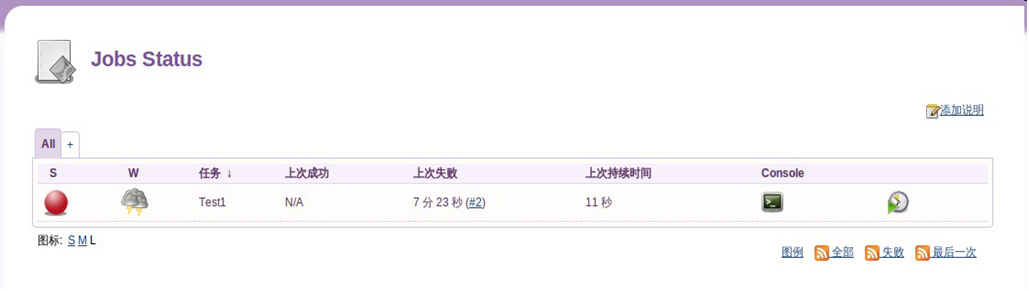 Jobs Status
添加说明
All +
S W 任务 ↓ 上次成功 上次失败 上次持续时间 Console
Test1 N/A 7 分 23 秒 (#2) 11 秒
图标: S M L
图例 全部 失败 最后一次